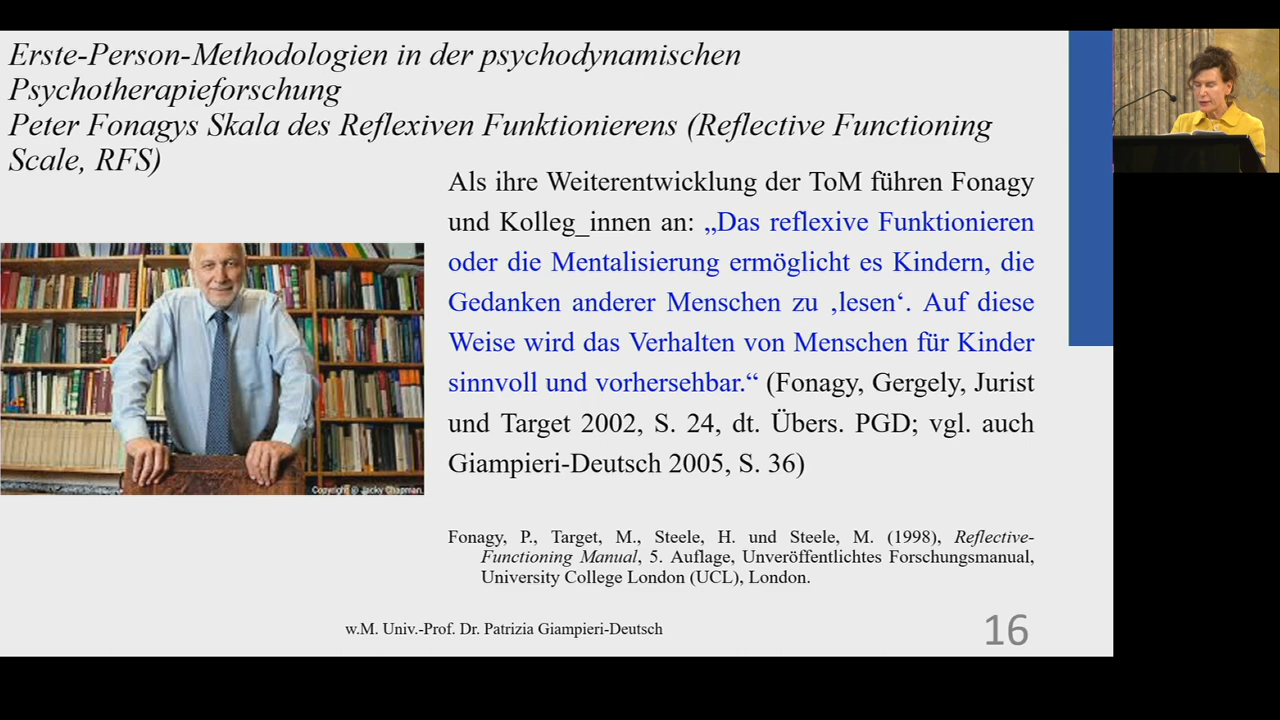 Erste-Person-Methodologien in der psychodynamischen
Psychotherapieforschung
Peter Fonagys Skala des Reflexiven Funktionierens (Reflective Functioning
Scale, RFS)
Als ihre Weiterentwicklung der ToM führen Fonagy
und Kolleg_innen an: „Das reflexive Funktionieren
oder die Mentalisierung ermöglicht es Kindern, die
Gedanken anderer Menschen zu ‚lesen‘. Auf diese
Weise wird das Verhalten von Menschen für Kinder
sinnvoll und vorhersehbar.“ (Fonagy, Gergely, Jurist
und Target 2002, S. 24, dt. Übers. PGD; vgl. auch
Giampieri-Deutsch 2005, S. 36)
Copyright © Jacky Chapman
Fonagy, P., Target, M., Steele, H. und Steele, M. (1998), Reflective-
Functioning Manual, 5. Auflage, Unveröffentlichtes Forschungsmanual,
University College London (UCL), London.
w.M. Univ.-Prof. Dr. Patrizia Giampieri-Deutsch
16